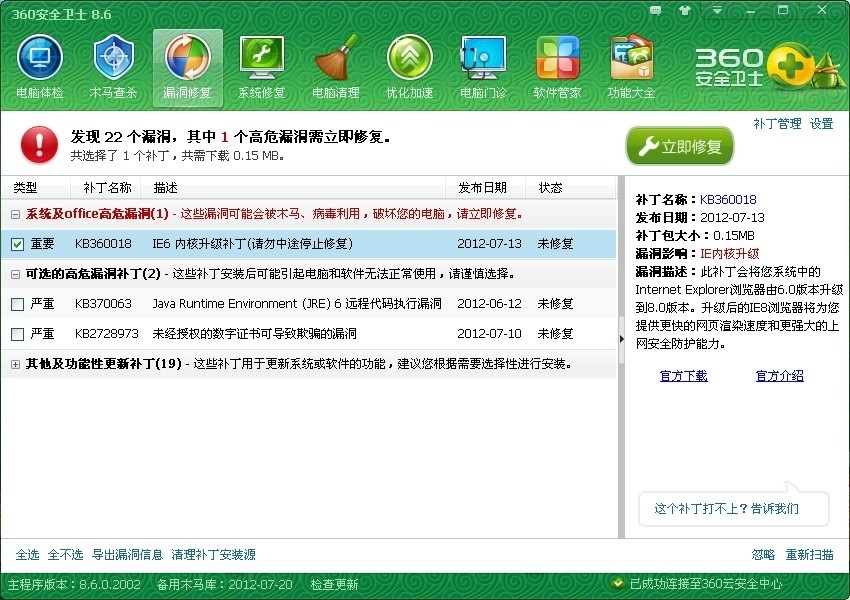 360安全卫士 8.6
电脑体检 木马查杀 漏洞修复 系统修复 电脑清理 优化加速 电脑门诊 软件管家 功能大全
360
安全卫士
发现 22 个漏洞，其中 1 个高危漏洞需立即修复。
共选择了 1 个补丁，共需下载 0.15 MB。
立即修复
补丁管理 设置
类型 补丁名称 描述 发布日期 状态
系统及office高危漏洞(1) - 这些漏洞可能会被木马、病毒利用，破坏您的电脑，请立即修复。
重要 KB360018 IE6 内核升级补丁(请勿中途停止修复) 2012-07-13 未修复
可选的高危漏洞补丁(2) - 这些补丁安装后可能引起电脑和软件无法正常使用，请谨慎选择。
严重 KB370063 Java Runtime Environment (JRE) 6 远程代码执行漏洞 2012-06-12 未修复
严重 KB2728973 未经授权的数字证书可导致欺骗的漏洞 2012-07-10 未修复
其他及功能性更新补丁(19) - 这些补丁用于更新系统或软件的功能，建议您根据需要选择性进行安装。
补丁名称：KB360018
发布日期：2012-07-13
补丁包大小：0.15MB
漏洞影响：IE内核升级
漏洞描述：此补丁会将您系统中的
Internet Explorer浏览器由6.0版本升级
到8.0版本。升级后的IE8浏览器将为您
提供更快的网页渲染速度和更强大的上
网安全防护能力。
官方下载 官方介绍
这个补丁打不上？告诉我们
全选 全不选 导出漏洞信息 清理补丁安装源 忽略 重新扫描
主程序版本：8.6.0.2002 备用木马库：2012-07-20 检查更新 已成功连接至360云安全中心